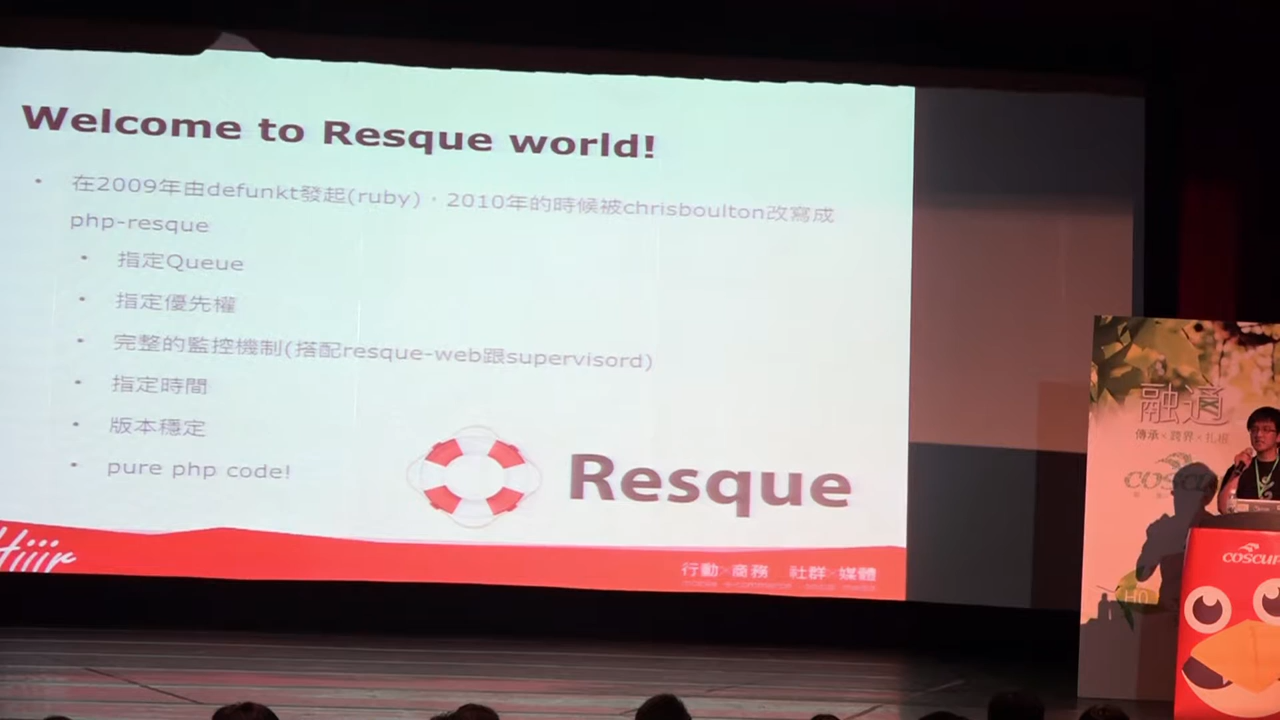 Welcome to Resque world!
• 在2009年由defunkt發起(ruby)，2010年的時候被chrisboulton改寫成
php-resque
• 指定Queue
• 指定優先權
• 完整的監控機制(搭配resque-web跟supervisord)
• 指定時間
• 版本穩定
• pure php code!
Resque
Hiiir
行動×商務 社群×媒體
融通
傳承×跨界×扎根
COSCU
H0
COSCUP